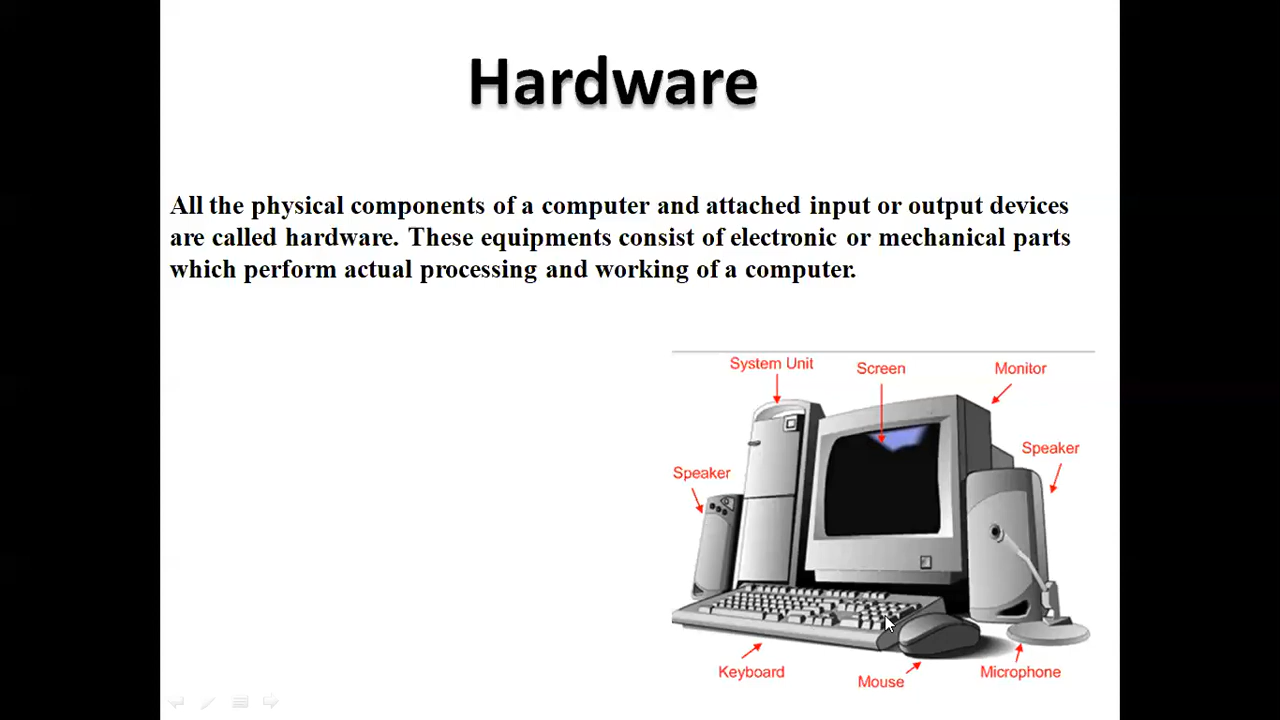 Hardware
All the physical components of a computer and attached input or output devices
are called hardware. These equipments consist of electronic or mechanical parts
which perform actual processing and working of a computer.
System Unit
Screen
Monitor
Speaker
Speaker
Keyboard
Mouse
Microphone